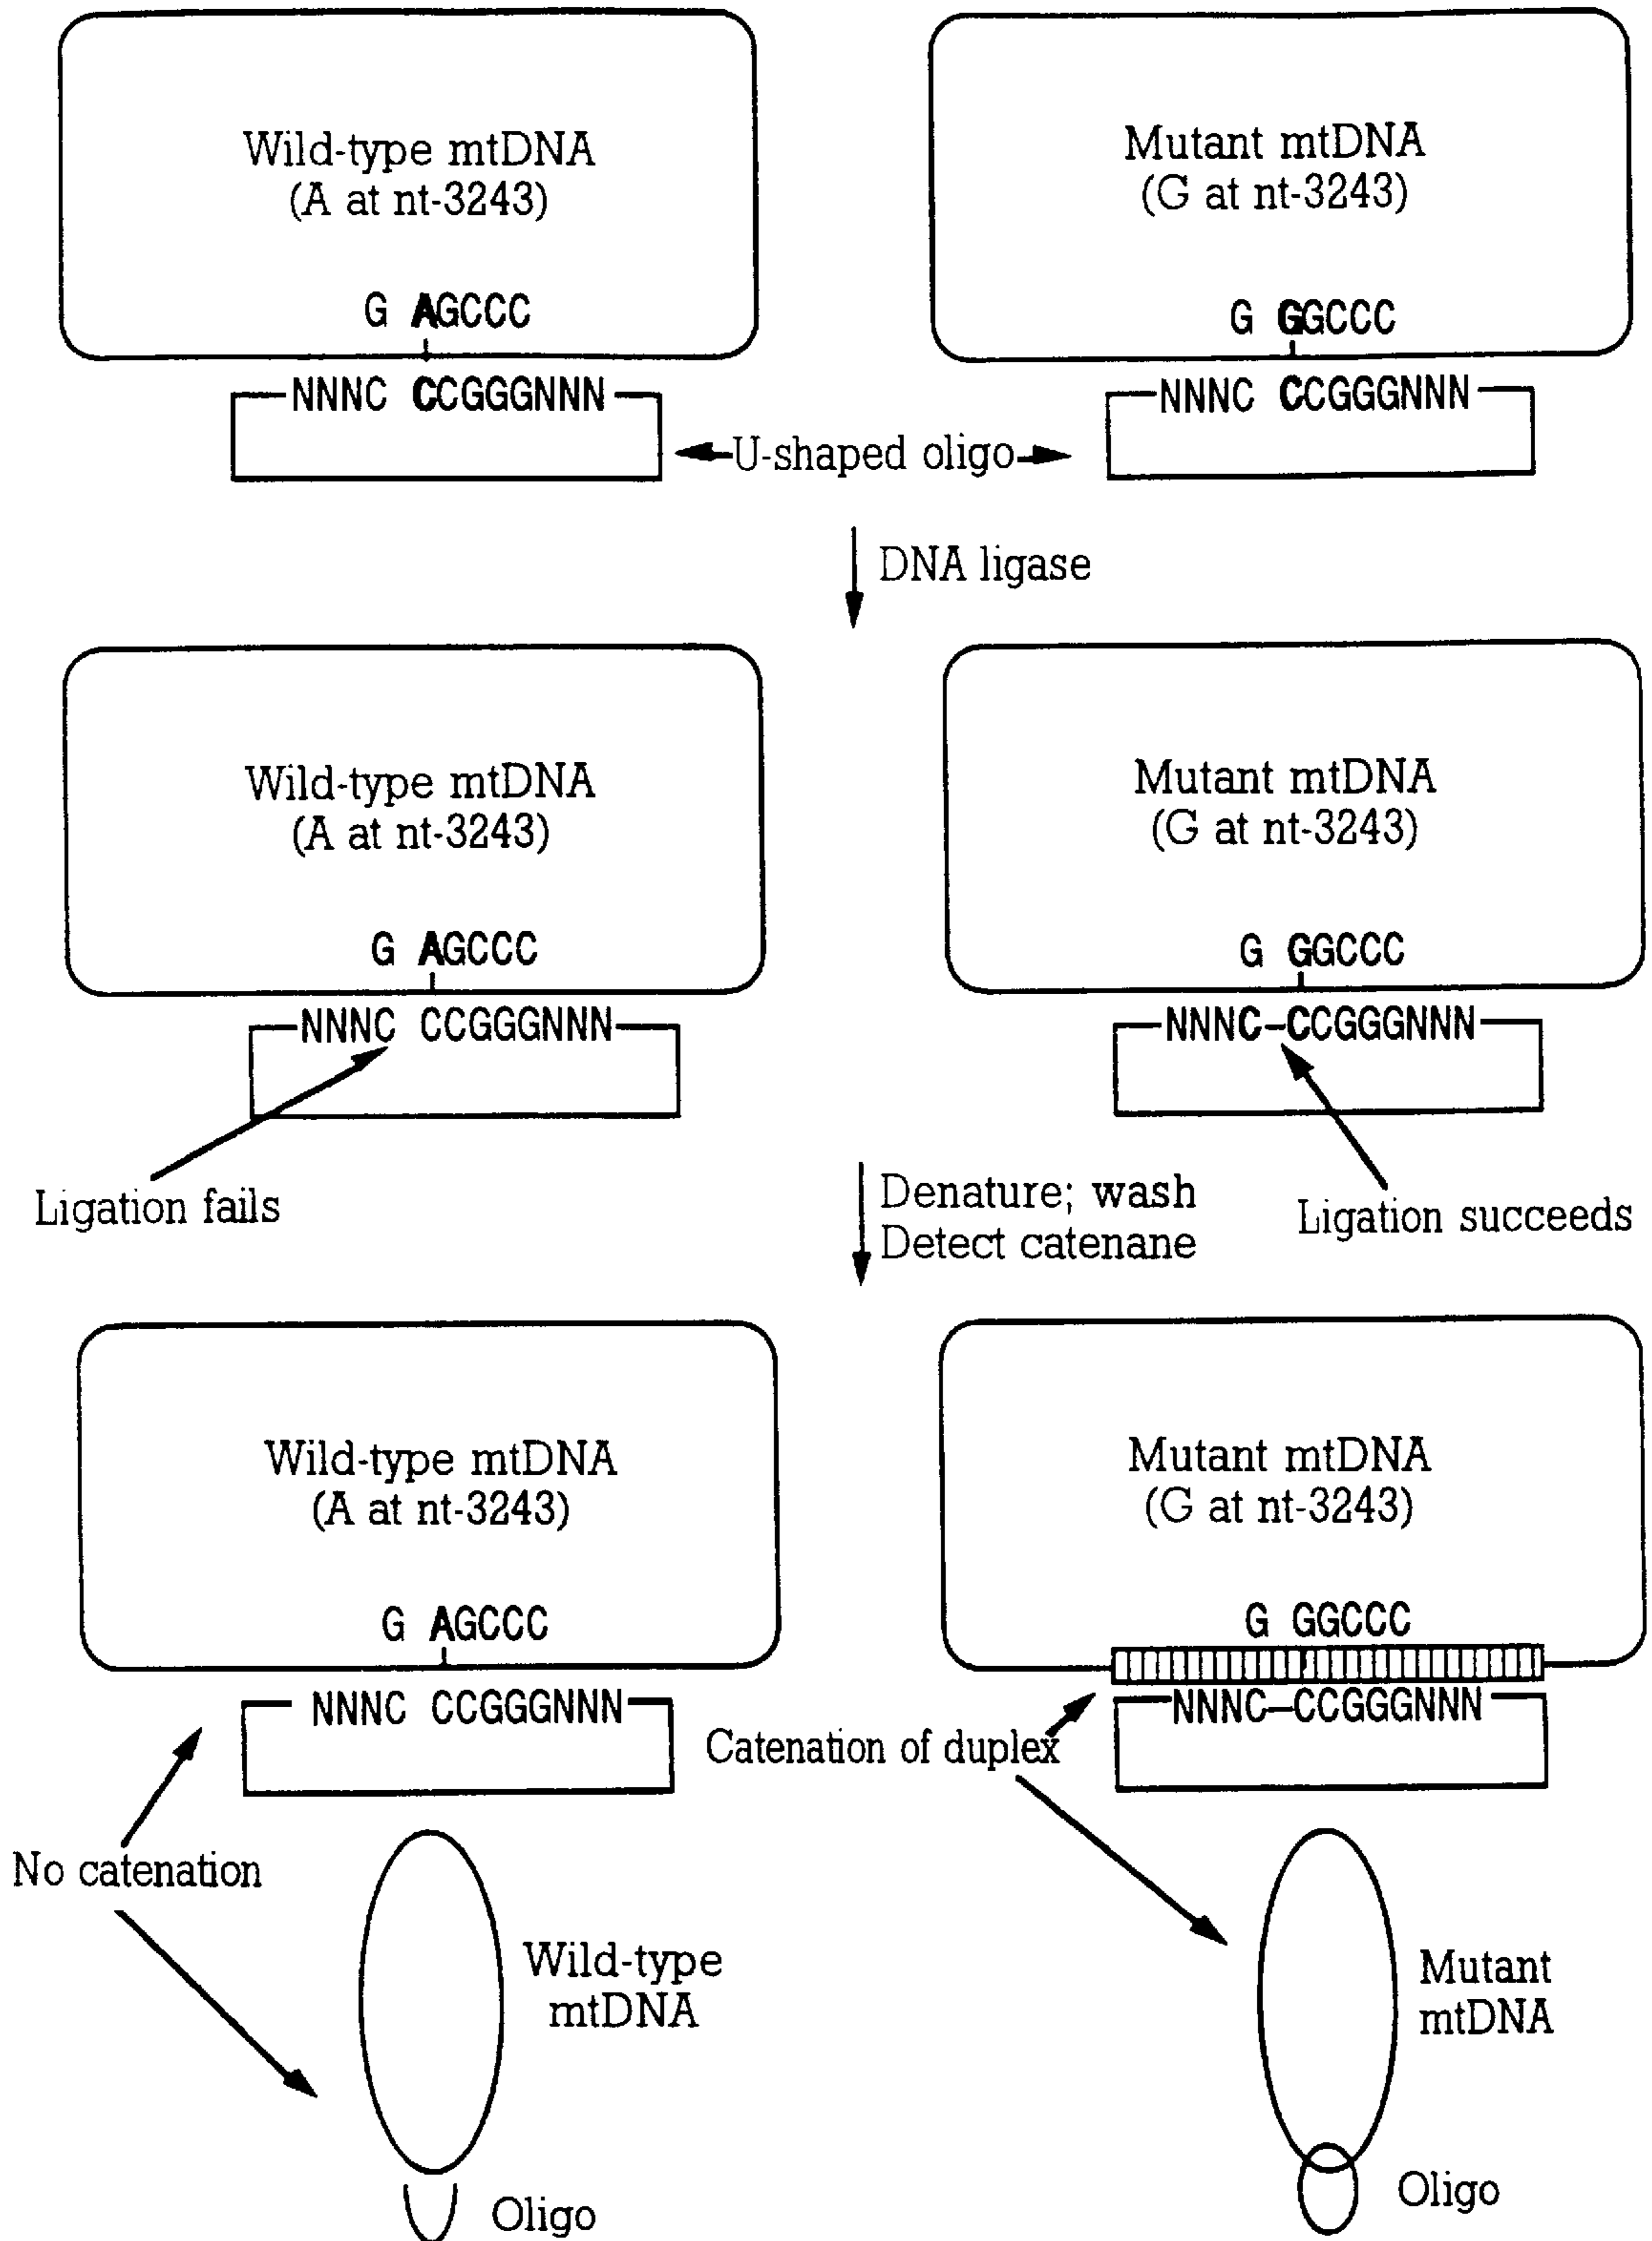 Wild-type mtDNA
(A at nt-3243)
G AGCCC
NNNC CCGGGNNN
Mutant mtDNA
(G at nt-3243)
G GGCCC
NNNC CCGGGNNN
U-shaped oligo
DNA ligase
Wild-type mtDNA
(A at nt-3243)
G AGCCC
NNNC CCGGGNNN
Ligation fails
Mutant mtDNA
(G at nt-3243)
G GGCCC
NNNC-CCGGGNNN
Ligation succeeds
Denature; wash
Detect catenane
Wild-type mtDNA
(A at nt-3243)
G AGCCC
NNNC CCGGGNNN
Mutant mtDNA
(G at nt-3243)
G GGCCC
NNNC-CCGGGNNN
Catenation of duplex
No catenation
Wild-type
mtDNA
Oligo
Mutant
mtDNA
Oligo